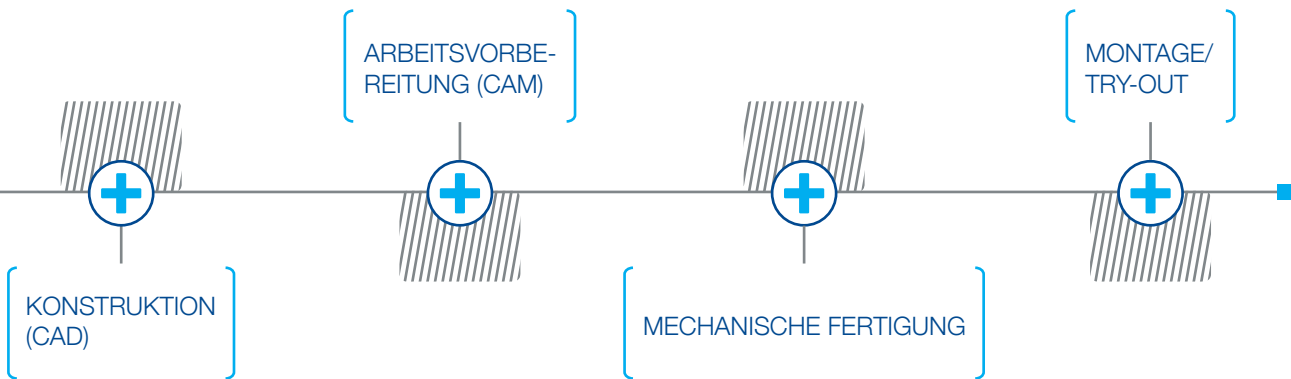 KONSTRUKTION
(CAD)
ARBEITSVORBE-
REITUNG (CAM)
MECHANISCHE FERTIGUNG
MONTAGE/
TRY-OUT